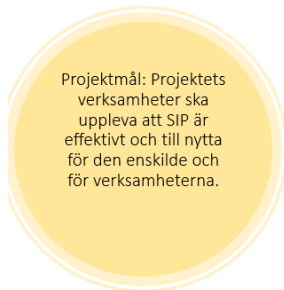 Projektmål: Projektets
verksamheter ska
uppleva att SIP är
effektivt och till nytta
för den enskilde och
för verksamheterna.